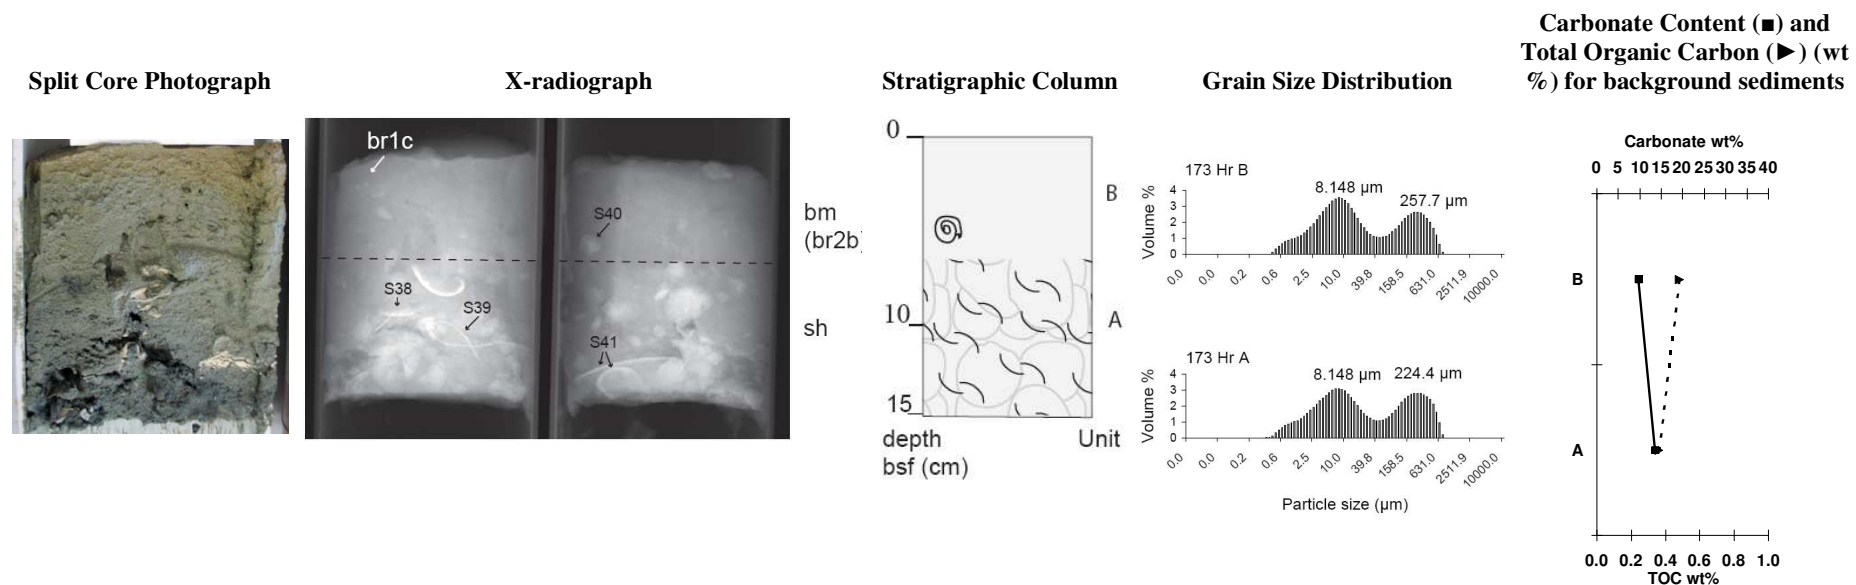 Split Core Photograph
X-radiograph
Stratigraphic Column
Grain Size Distribution
Carbonate Content (■) and
Total Organic Carbon (►) (wt
%) for background sediments
br1c
S40
S38
S39
S41
bm
(br2b)
sh
0
10
15
B
A
depth
bsf (cm)
Unit
173 Hr B
Volume %
4
3
2
1
0
8.148 µm
257.7 µm
0.0 0.0 0.2 0.6 2.5 10.0 39.8 158.5 631.0 2511.9 10000.0
173 Hr A
Volume %
4
3
2
1
0
8.148 µm
224.4 µm
0.0 0.0 0.2 0.6 2.5 10.0 39.8 158.5 631.0 2511.9 10000.0
Particle size (µm)
Carbonate wt%
0 5 10 15 20 25 30 35 40
B
A
0.0 0.2 0.4 0.6 0.8 1.0
TOC wt%